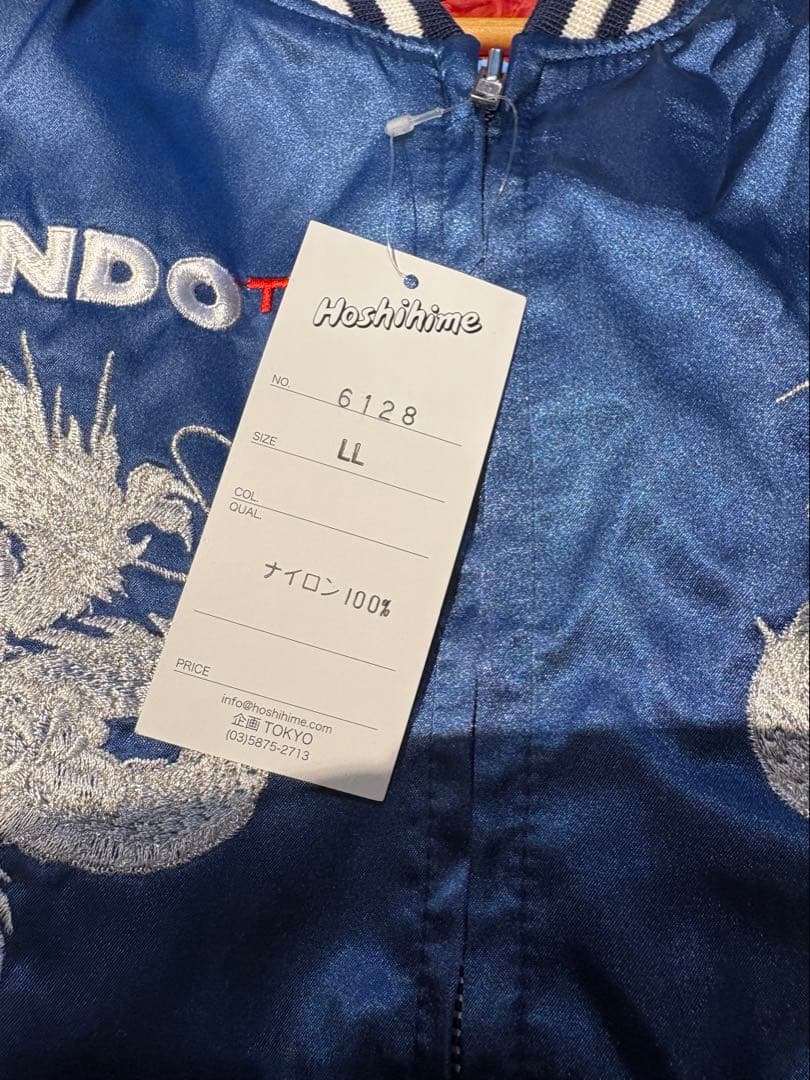 NDO
T
Hoshihime
NO. 6128
SIZE LL
COL.
QUAL.
ナイロン100%
PRICE
info@hoshihime.com
企画 TOKYO
(03)5875-2713